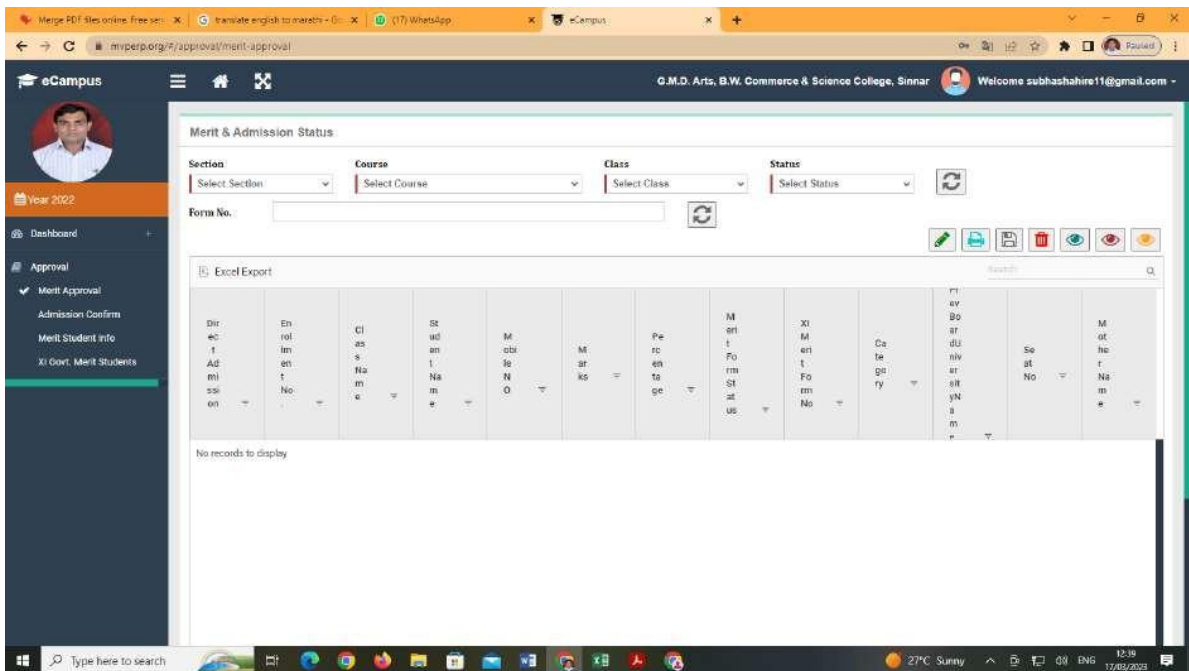 Merge PDF files online. Free ser
translate english to marathi - G
(17) WhatsApp
eCampus
mvperp.org/#/approval/merit-approval
Paused
eCampus
G.M.D. Arts, B.W. Commerce & Science College, Sinnar
Welcome subhashahire11@gmail.com
Year 2022
Dashboard
Approval
Merit Approval
Admission Confirm
Merit Student Info
XI Govt. Merit Students
Merit & Admission Status
Section
Course
Class
Status
Select Section
Select Course
Select Class
Select Status
Form No.
Excel Export
Search
Direct Admission
Enrolment No.
Class Name
Student Name
Mobile NO
Marks
Percentage
Merit Form Status
XI Merit Form No
Category
PrevBoardUniversityName
Seat No
Mother Name
No records to display
Type here to search
27°C Sunny
ENG
12:39
17/03/2023